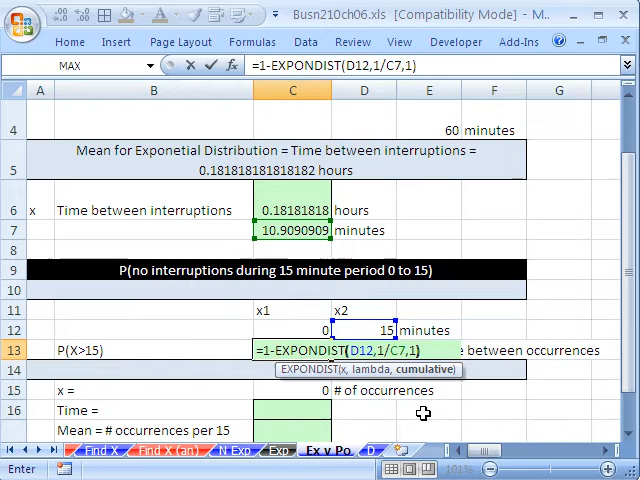 Busn210ch06.xls [Compatibility Mode] - M...
Home Insert Page Layout Formulas Data Review View Developer Add-Ins
MAX =1-EXPONDIST(D12,1/C7,1)
A B C D E F G
4 60 minutes
5 Mean for Exponetial Distribution = Time between interruptions =
0.181818181818182 hours
6 x Time between interruptions 0.18181818 hours
7 10.9090909 minutes
9 P(no interruptions during 15 minute period 0 to 15)
10
11 x1 x2
12 0 15 minutes
13 P(X>15) =1-EXPONDIST(D12,1/C7,1) e between occurrences
14 EXPONDIST(x, lambda, cumulative)
15 x = 0 # of occurrences
16 Time =
Mean = # occurrences per 15
Find X Find X (an) N Exp Exp Ex v Po D
Enter 101%